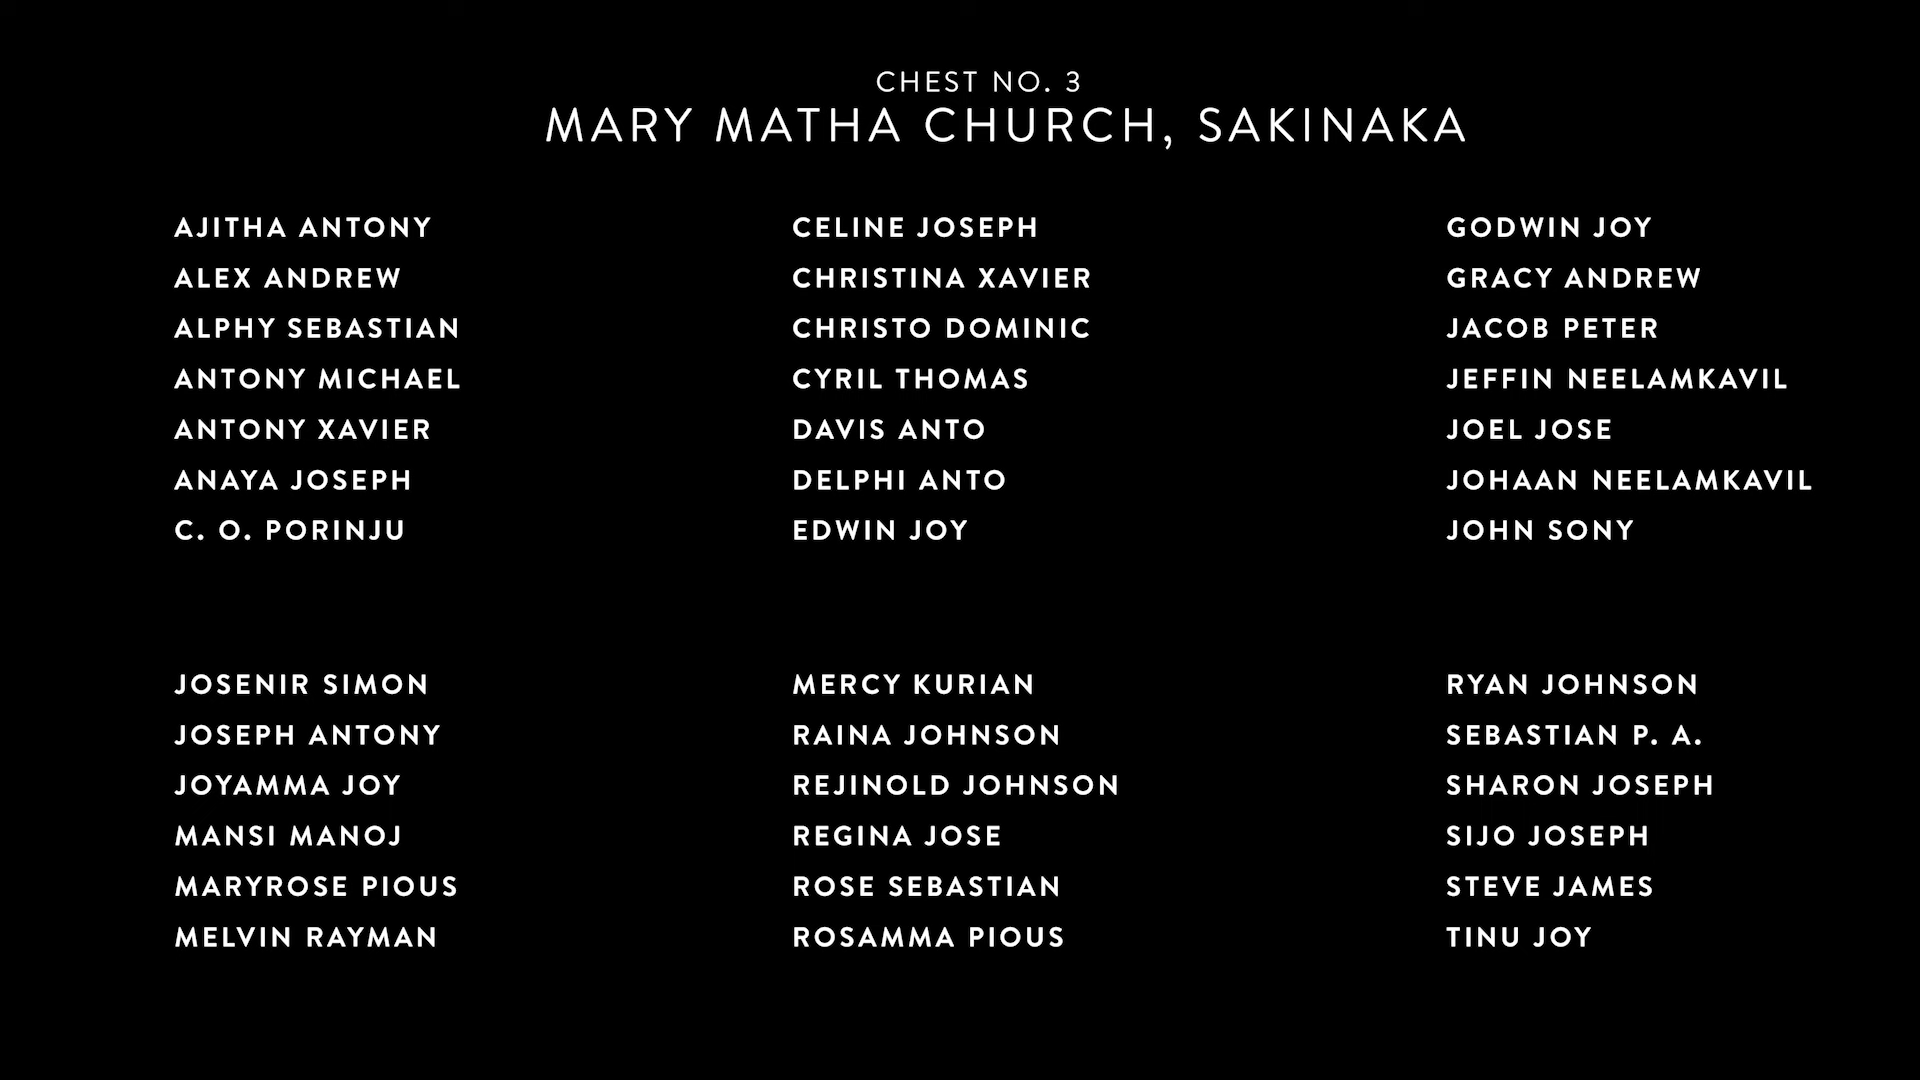 CHEST NO. 3
MARY MATHA CHURCH, SAKINAKA
AJITHA ANTONY
ALEX ANDREW
ALPHY SEBASTIAN
ANTONY MICHAEL
ANTONY XAVIER
ANAYA JOSEPH
C. O. PORINJU
CELINE JOSEPH
CHRISTINA XAVIER
CHRISTO DOMINIC
CYRIL THOMAS
DAVIS ANTO
DELPHI ANTO
EDWIN JOY
GODWIN JOY
GRACY ANDREW
JACOB PETER
JEFFIN NEELAMKAVIL
JOEL JOSE
JOHAAN NEELAMKAVIL
JOHN SONY
JOSENIR SIMON
JOSEPH ANTONY
JOYAMMA JOY
MANSI MANOJ
MARYROSE PIOUS
MELVIN RAYMAN
MERCY KURIAN
RAINA JOHNSON
REJINOLD JOHNSON
REGINA JOSE
ROSE SEBASTIAN
ROSAMMA PIOUS
RYAN JOHNSON
SEBASTIAN P. A.
SHARON JOSEPH
SIJO JOSEPH
STEVE JAMES
TINU JOY